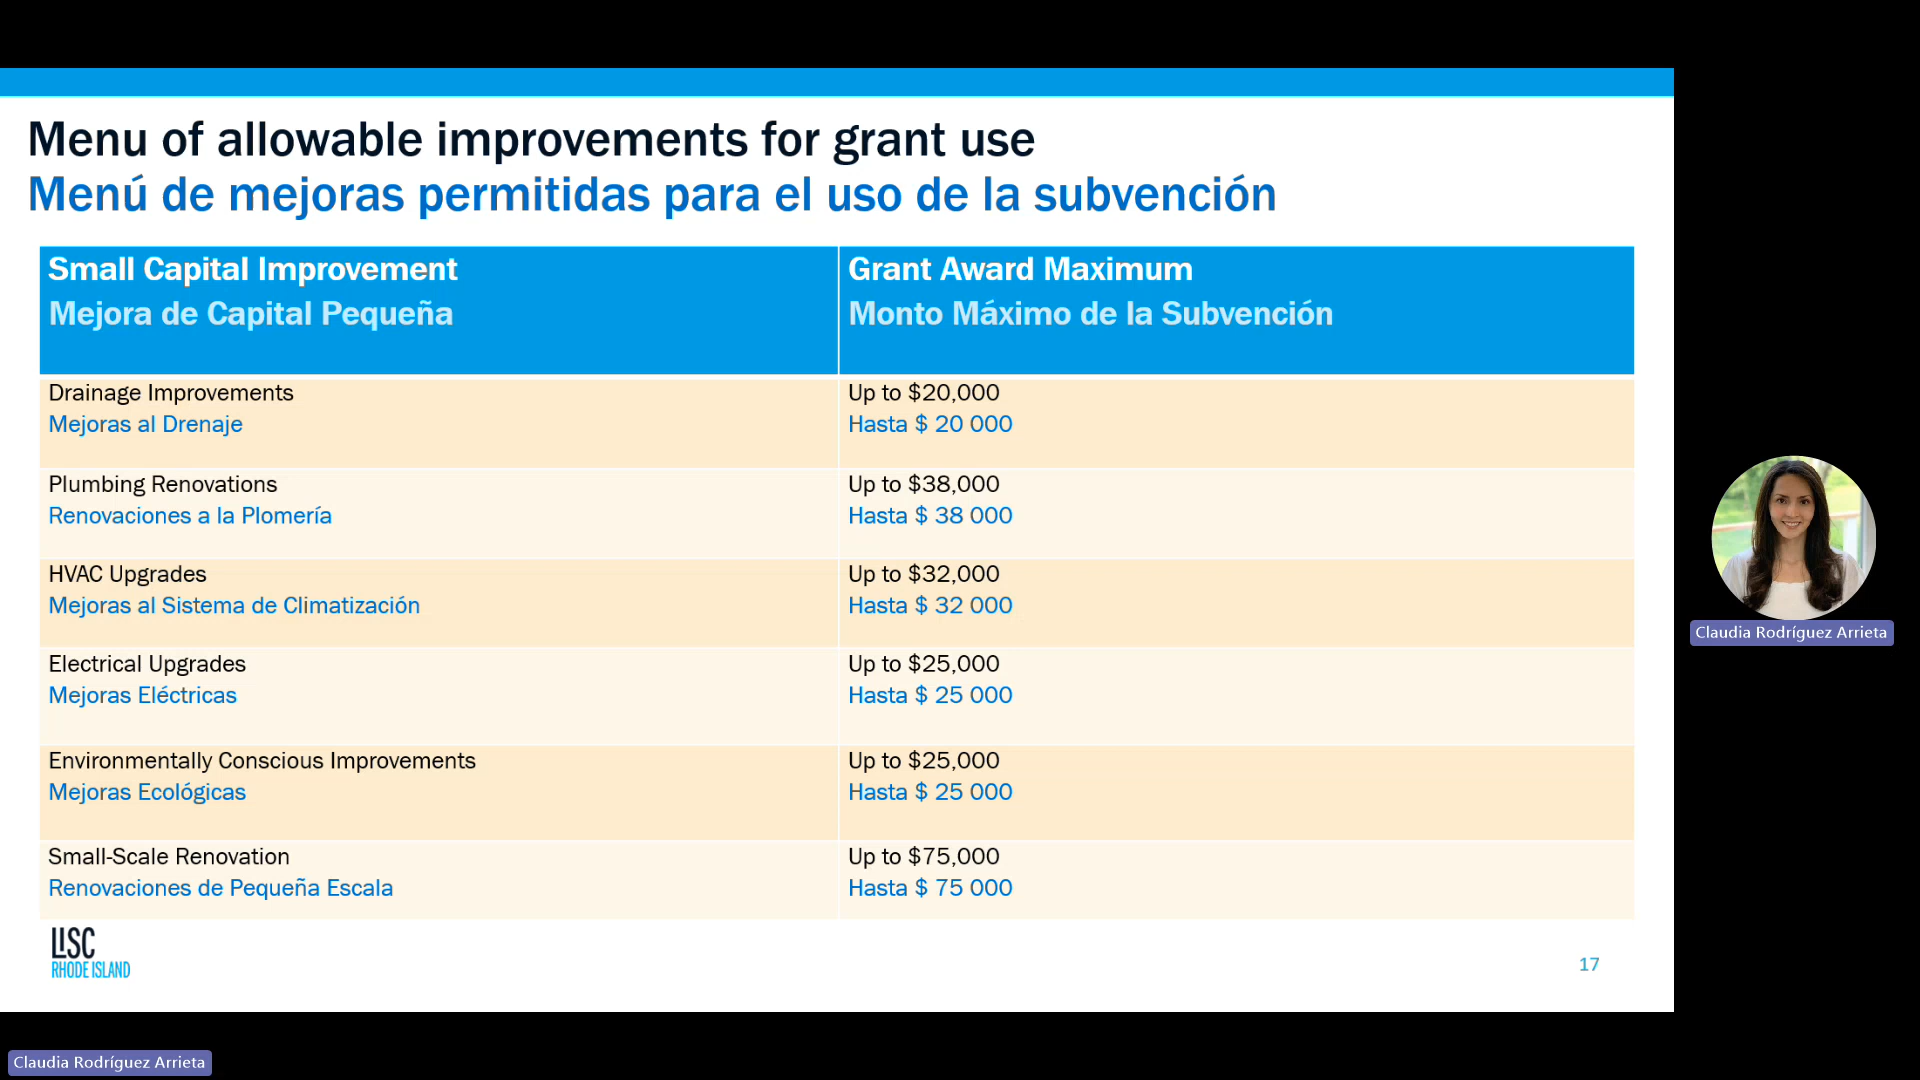 Menu of allowable improvements for grant use
Menú de mejoras permitidas para el uso de la subvención
Small Capital Improvement
Mejora de Capital Pequeña
Grant Award Maximum
Monto Máximo de la Subvención
Drainage Improvements
Mejoras al Drenaje
Up to $20,000
Hasta $ 20 000
Plumbing Renovations
Renovaciones a la Plomería
Up to $38,000
Hasta $ 38 000
HVAC Upgrades
Mejoras al Sistema de Climatización
Up to $32,000
Hasta $ 32 000
Electrical Upgrades
Mejoras Eléctricas
Up to $25,000
Hasta $ 25 000
Environmentally Conscious Improvements
Mejoras Ecológicas
Up to $25,000
Hasta $ 25 000
Small-Scale Renovation
Renovaciones de Pequeña Escala
Up to $75,000
Hasta $ 75 000
LISC
RHODE ISLAND
17
Claudia Rodríguez Arrieta
Claudia Rodríguez Arrieta